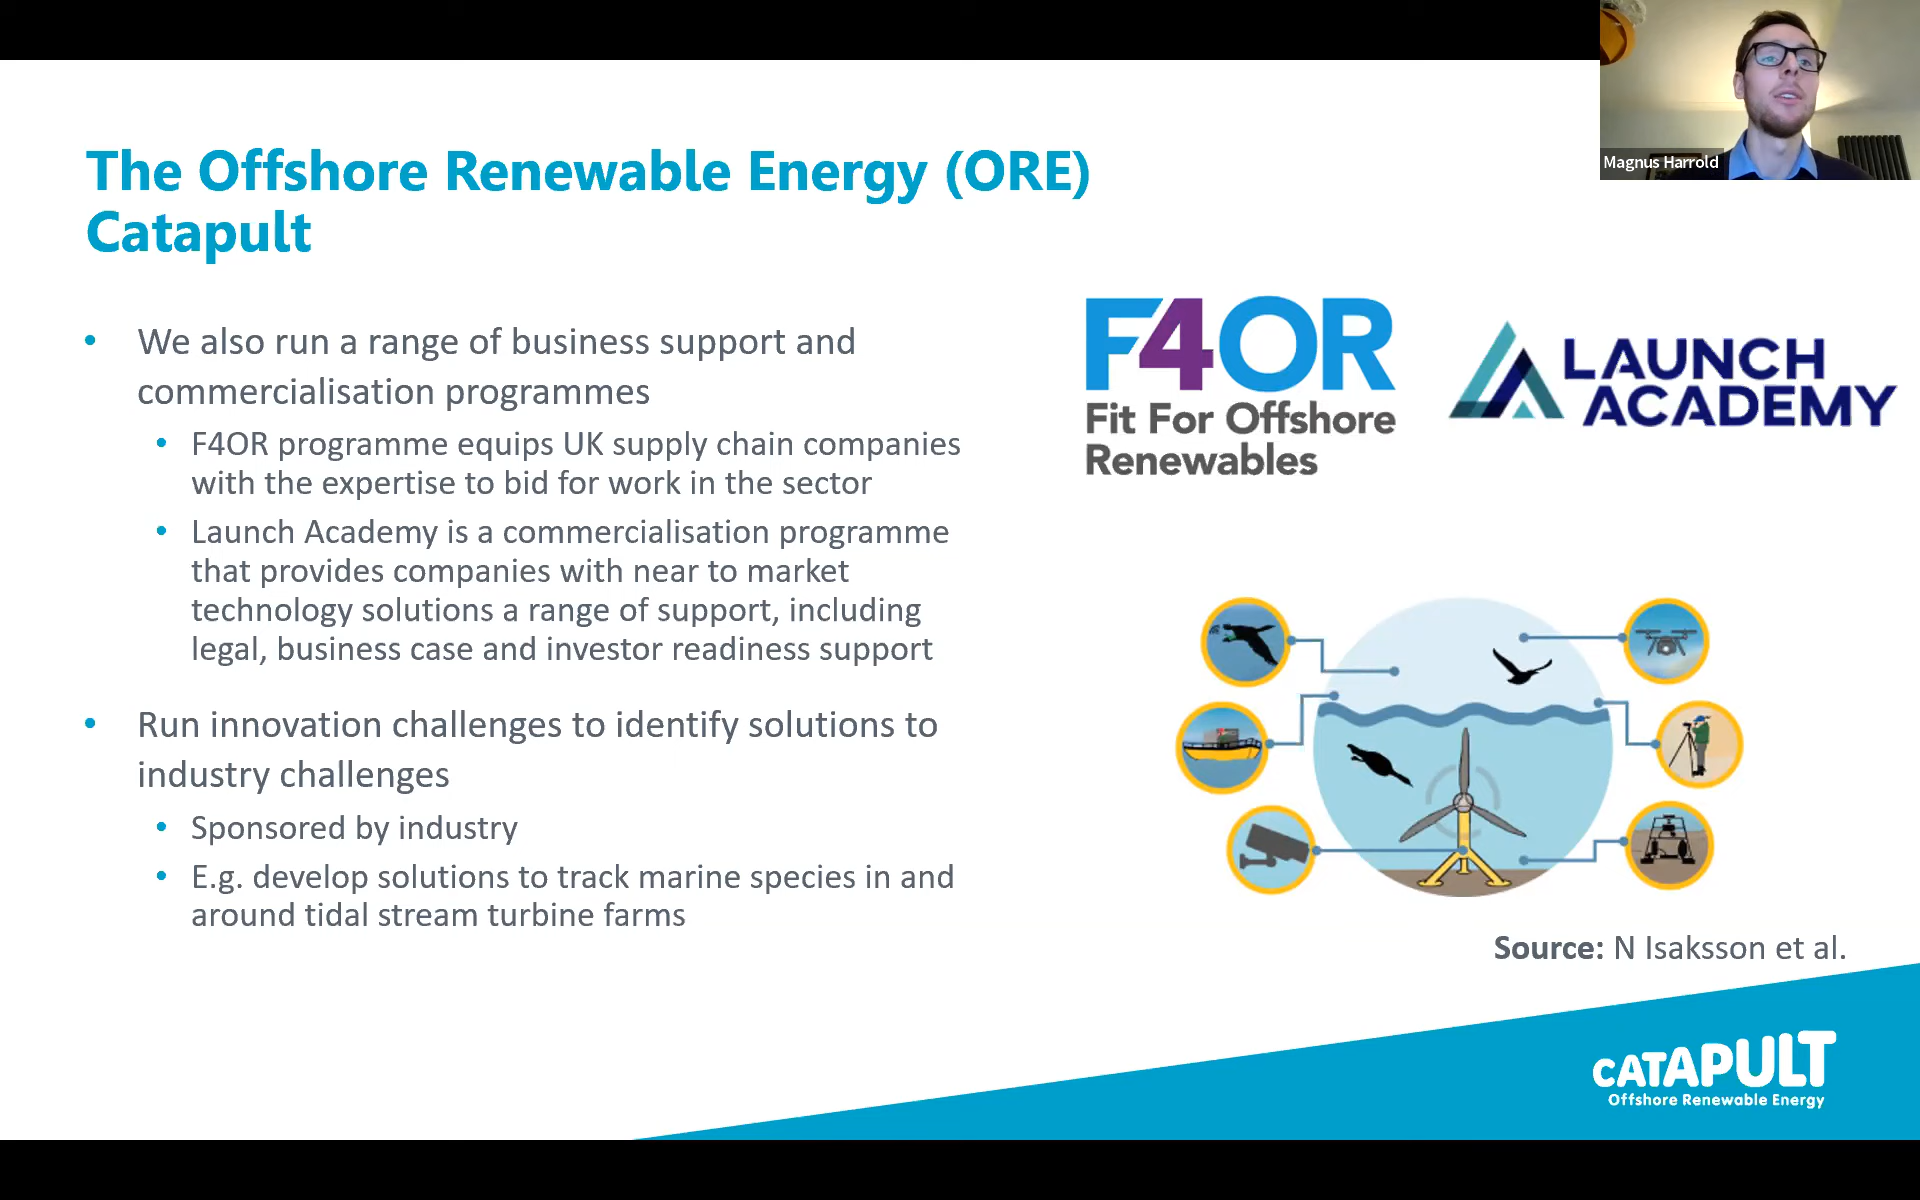 Magnus Harrold
The Offshore Renewable Energy (ORE)
Catapult
• We also run a range of business support and
commercialisation programmes
• F4OR programme equips UK supply chain companies
with the expertise to bid for work in the sector
• Launch Academy is a commercialisation programme
that provides companies with near to market
technology solutions a range of support, including
legal, business case and investor readiness support
• Run innovation challenges to identify solutions to
industry challenges
• Sponsored by industry
• E.g. develop solutions to track marine species in and
around tidal stream turbine farms
F4OR
Fit For Offshore
Renewables
LAUNCH
ACADEMY
Source: N Isaksson et al.
CATAPULT
Offshore Renewable Energy